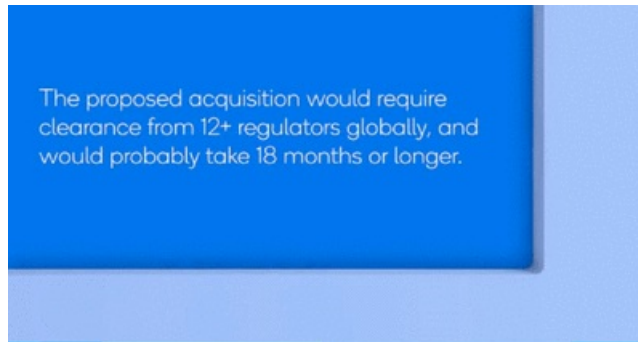 The proposed acquisition would require
clearance from 12+ regulators globally, and
would probably take 18 months or longer.